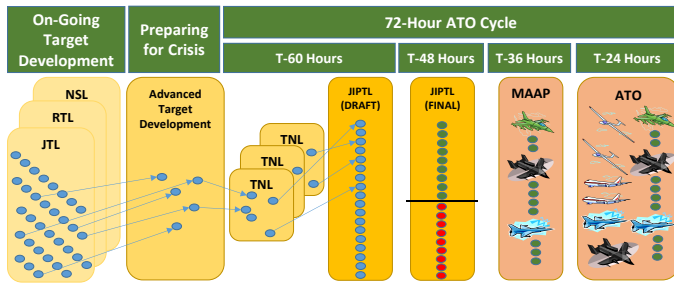 On-Going
Target
Development
Preparing
for Crisis
72-Hour ATO Cycle
T-60 Hours
T-48 Hours
T-36 Hours
T-24 Hours
NSL
RTL
JTL
Advanced
Target
Development
TNL
TNL
TNL
JIPTL
(DRAFT)
JIPTL
(FINAL)
MAAP
ATO